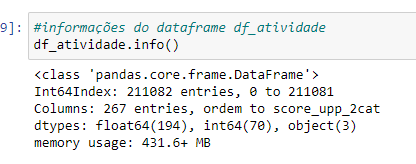 9]:
#informações do dataframe df_atividade
df_atividade.info()
<class 'pandas.core.frame.DataFrame'>
Int64Index: 211082 entries, 0 to 211081
Columns: 267 entries, ordem to score_upp_2cat
dtypes: float64(194), int64(70), object(3)
memory usage: 431.6+ MB